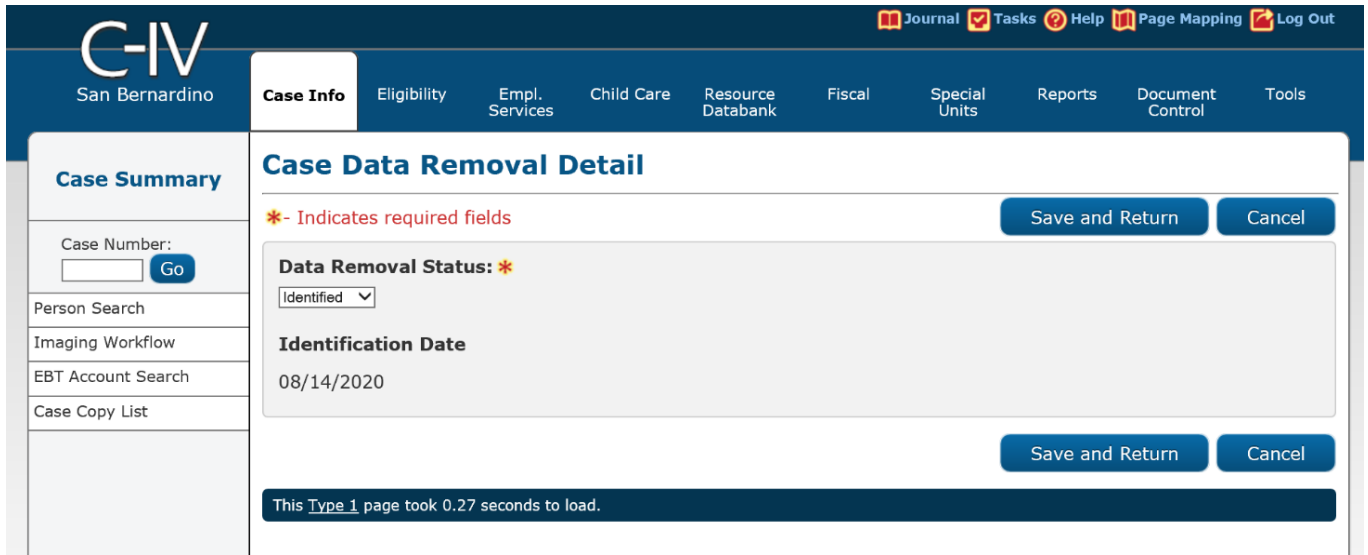 Journal Tasks Help Page Mapping Log Out
C-IV
San Bernardino
Case Info Eligibility Empl. Services Child Care Resource Databank Fiscal Special Units Reports Document Control Tools
Case Summary
Case Number:
Go
Person Search
Imaging Workflow
EBT Account Search
Case Copy List
Case Data Removal Detail
*- Indicates required fields
Save and Return Cancel
Data Removal Status: *
Identified
Identification Date
08/14/2020
Save and Return Cancel
This Type 1 page took 0.27 seconds to load.